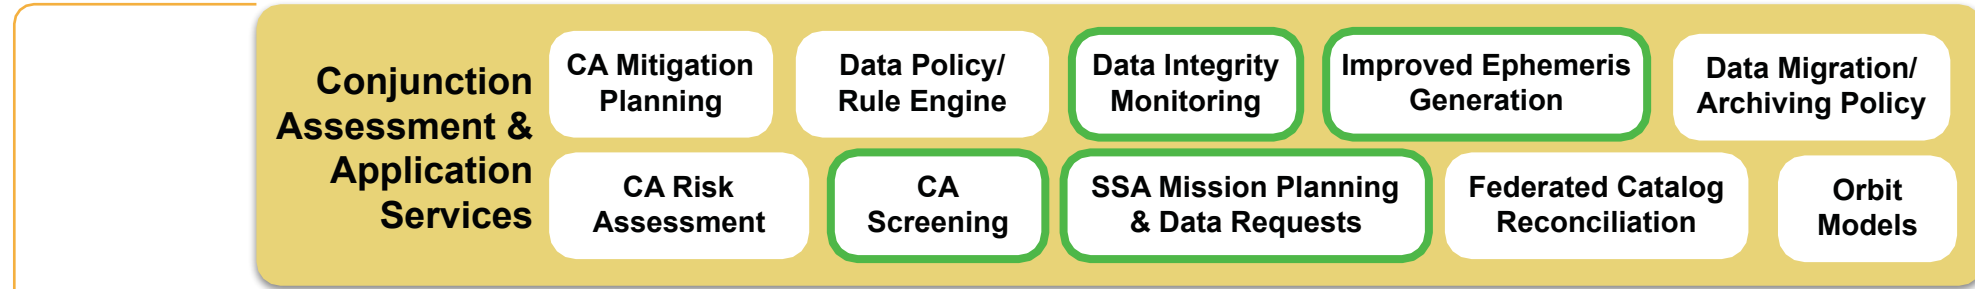 Conjunction
Assessment &
Application
Services
CA Mitigation
Planning
Data Policy/
Rule Engine
Data Integrity
Monitoring
Improved Ephemeris
Generation
Data Migration/
Archiving Policy
CA Risk
Assessment
CA
Screening
SSA Mission Planning
& Data Requests
Federated Catalog
Reconciliation
Orbit
Models